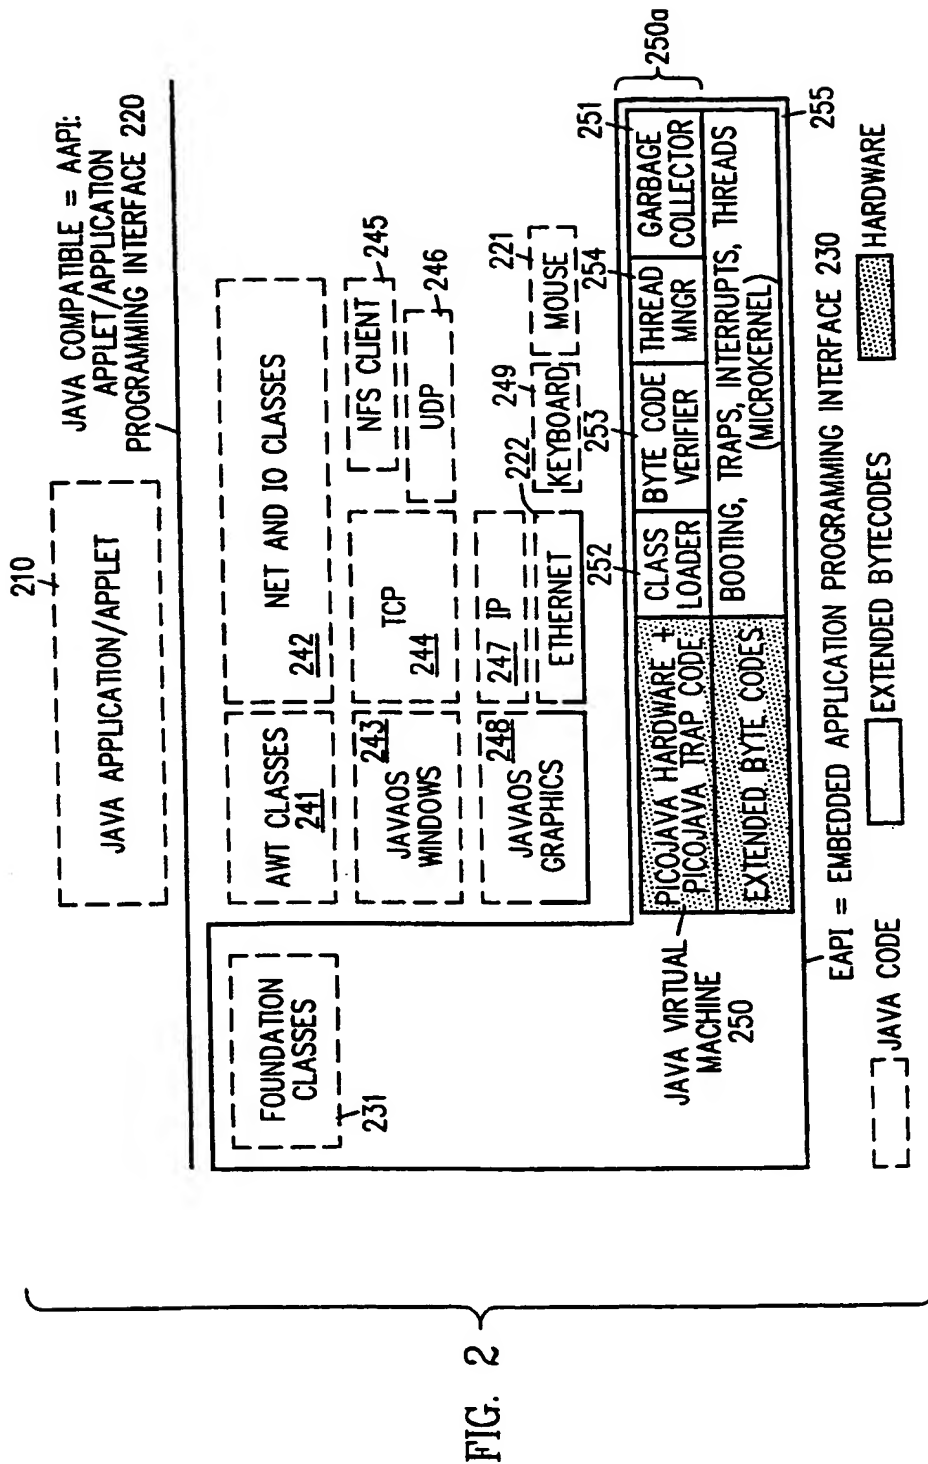 210
JAVA APPLICATION/APPLET
JAVA COMPATIBLE = AAPI:
APPLET/APPLICATION
PROGRAMMING INTERFACE 220
FOUNDATION
CLASSES
231
AWT CLASSES
241
NET AND IO CLASSES
242
JAVAOS
WINDOWS
243
TCP
244
NFS CLIENT
245
UDP
246
JAVAOS
GRAPHICS
248
IP
247
ETHERNET
222
KEYBOARD
249
MOUSE
221
JAVA VIRTUAL
MACHINE
250
PICOJAVA HARDWARE +
PICOJAVA TRAP CODE
EXTENDED BYTE CODES
252
CLASS
LOADER
253
BYTE CODE
VERIFIER
254
THREAD
MNGR
251
GARBAGE
COLLECTOR
250a
BOOTING, TRAPS, INTERRUPTS, THREADS
(MICROKERNEL)
255
EAPI = EMBEDDED APPLICATION PROGRAMMING INTERFACE 230
JAVA CODE
EXTENDED BYTECODES
HARDWARE
FIG. 2